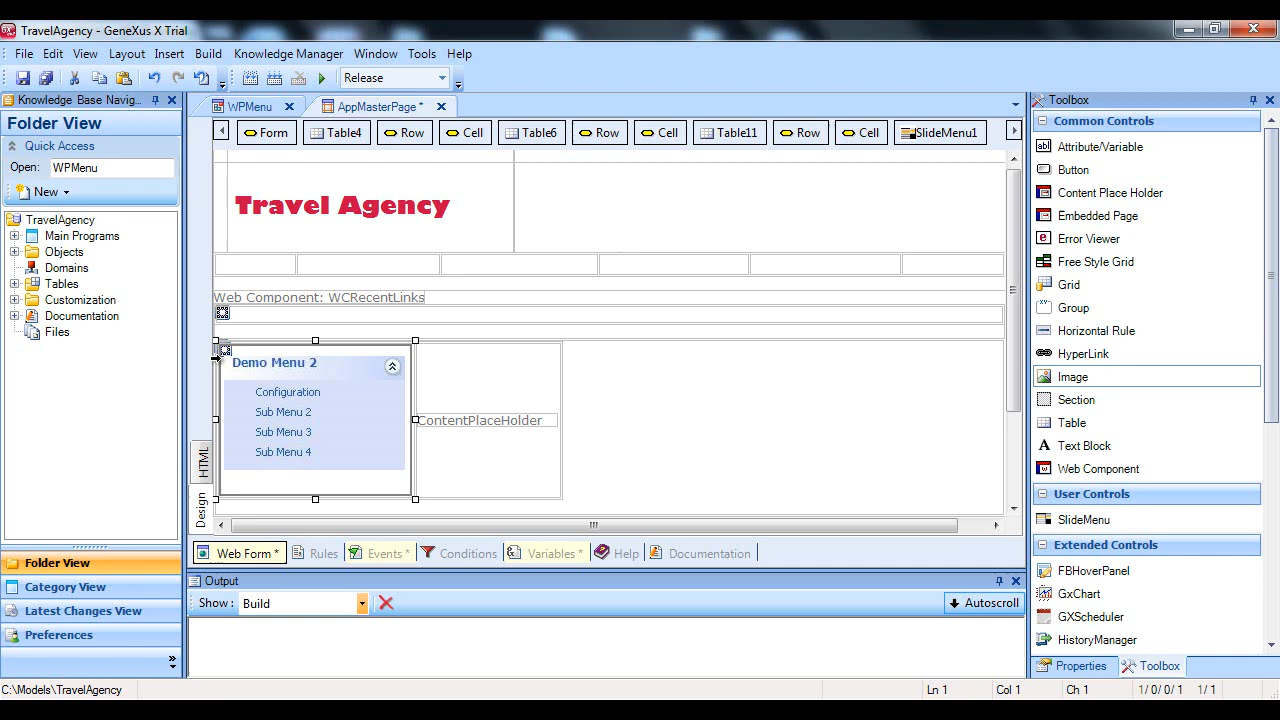 TravelAgency - GeneXus X Trial
File Edit View Layout Insert Build Knowledge Manager Window Tools Help
Release
Knowledge Base Navig...
Folder View
Quick Access
Open: WPMenu
New
TravelAgency
Main Programs
Objects
Domains
Tables
Customization
Documentation
Files
Folder View
Category View
Latest Changes View
Preferences
WPMenu AppMasterPage *
Form Table4 Row Cell Table6 Row Cell Table11 Row Cell SlideMenu1
Travel Agency
Web Component: WCRecentLinks
Demo Menu 2
Configuration
Sub Menu 2
Sub Menu 3
Sub Menu 4
ContentPlaceHolder
HTML
Design
Web Form * Rules Events * Conditions Variables * Help Documentation
Output
Show: Build Autoscroll
Toolbox
Common Controls
Attribute/Variable
Button
Content Place Holder
Embedded Page
Error Viewer
Free Style Grid
Grid
Group
Horizontal Rule
HyperLink
Image
Section
Table
Text Block
Web Component
User Controls
SlideMenu
Extended Controls
FBHoverPanel
GxChart
GXScheduler
HistoryManager
Properties Toolbox
C:\Models\TravelAgency Ln 1 Col 1 Ch 1 1/ 0/ 0/ 1 1/ 1